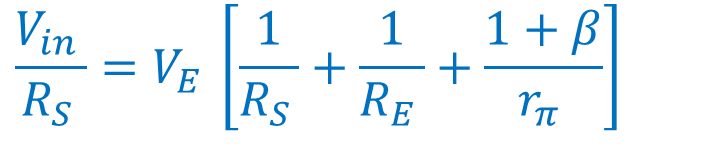 V_in / R_S = V_E [ 1/R_S + 1/R_E + (1 + β)/r_π ]